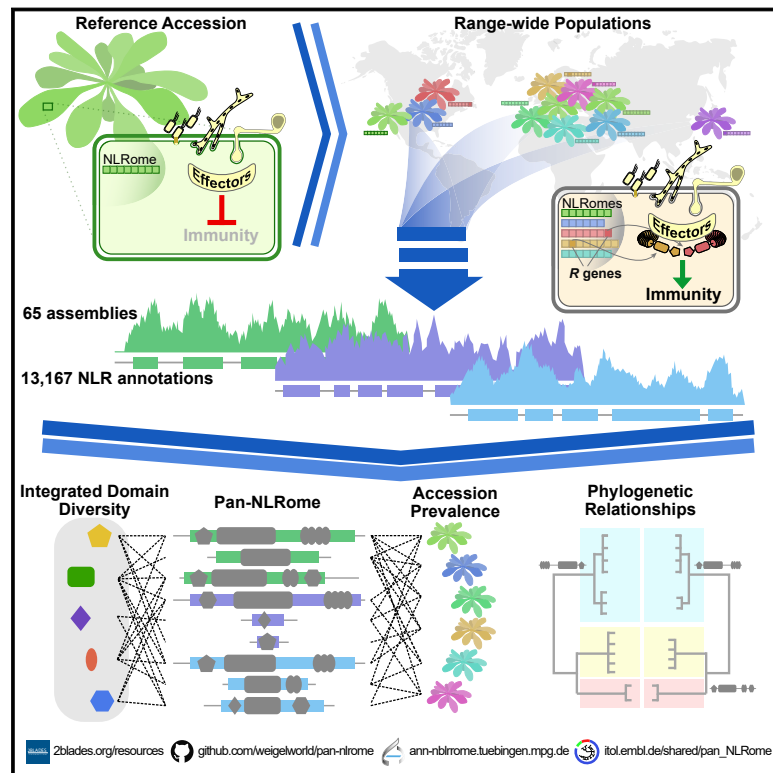 Reference Accession
Range-wide Populations
NLRome
Effectors
Immunity
NLRomes
Effectors
R genes
Immunity
65 assemblies
13,167 NLR annotations
Integrated Domain
Diversity
Pan-NLRome
Accession
Prevalence
Phylogenetic
Relationships
2BLADES
2blades.org/resources
github.com/weigelworld/pan-nlrome
ann-nblrrome.tuebingen.mpg.de
itol.embl.de/shared/pan_NLRome